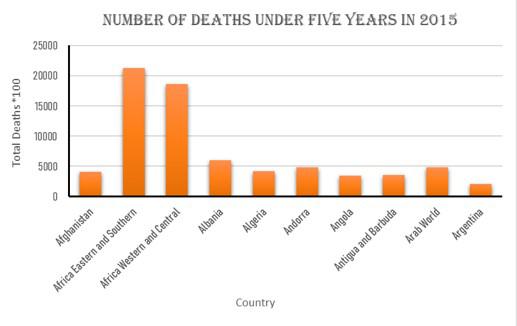 NUMBER OF DEATHS UNDER FIVE YEARS IN 2015
25000
20000
15000
10000
5000
0
Total Deaths *100
Afghanistan
Africa Eastern and Southern
Africa Western and Central
Albania
Algeria
Andorra
Angola
Antigua and Barbuda
Arab World
Argentina
Country